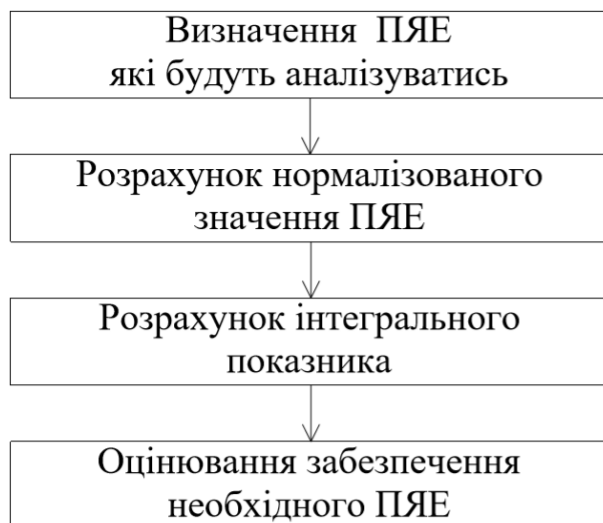 Визначення ПЯЕ
які будуть аналізуватись
Розрахунок нормалізованого
значення ПЯЕ
Розрахунок інтегрального
показника
Оцінювання забезпечення
необхідного ПЯЕ